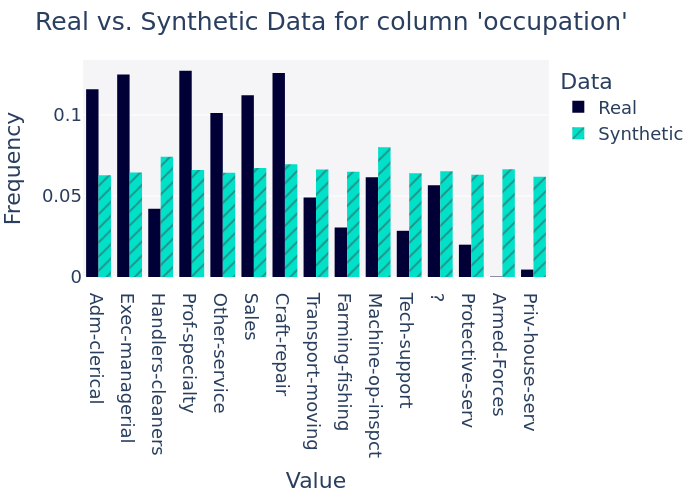 Real vs. Synthetic Data for column 'occupation'
Data
Real
Synthetic
Frequency
0.1
0.05
0
Adm-clerical
Exec-managerial
Handlers-cleaners
Prof-specialty
Other-service
Sales
Craft-repair
Transport-moving
Farming-fishing
Machine-op-inspct
Tech-support
?
Protective-serv
Armed-Forces
Priv-house-serv
Value